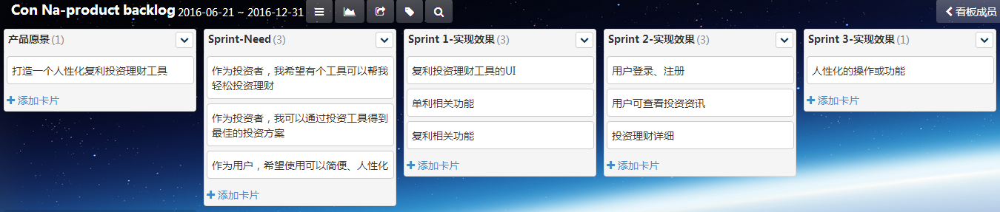 Con Na-product backlog 2016-06-21 ~ 2016-12-31
看板成员
产品愿景 (1)
打造一个人性化复利投资理财工具
添加卡片
Sprint-Need (3)
作为投资者，我希望有个工具可以帮我
轻松投资理财
作为投资者，我可以通过投资工具得到
最佳的投资方案
作为用户，希望使用可以简便、人性化
添加卡片
Sprint 1-实现效果 (3)
复利投资理财工具的UI
单利相关功能
复利相关功能
添加卡片
Sprint 2-实现效果 (3)
用户登录、注册
用户可查看投资资讯
投资理财详细
添加卡片
Sprint 3-实现效果 (1)
人性化的操作或功能
添加卡片